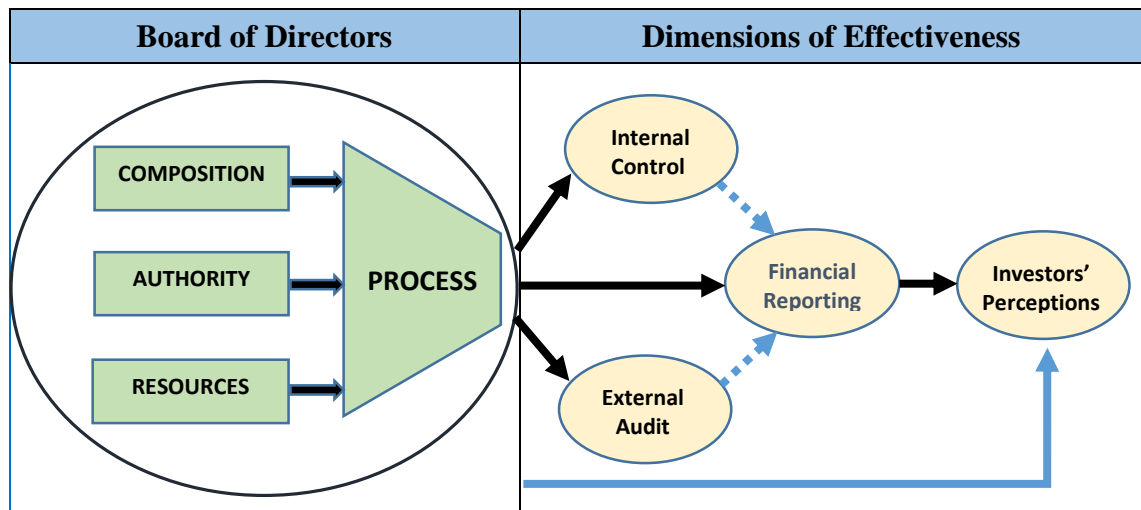 Board of Directors
Dimensions of Effectiveness
COMPOSITION
AUTHORITY
RESOURCES
PROCESS
Internal
Control
Financial
Reporting
External
Audit
Investors’
Perceptions